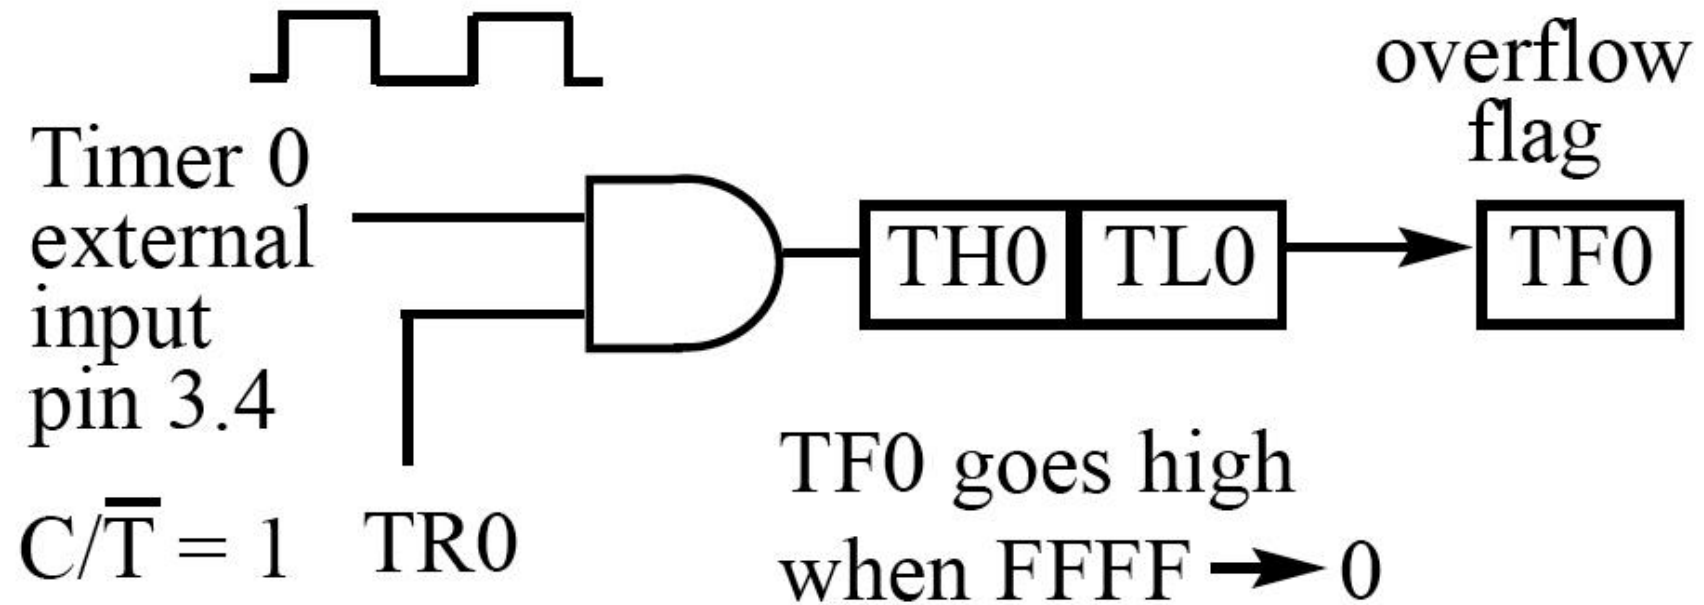 overflow
flag
Timer 0
external
input
pin 3.4
C/T̅ = 1
TR0
TH0
TL0
TF0
TF0 goes high
when FFFF → 0